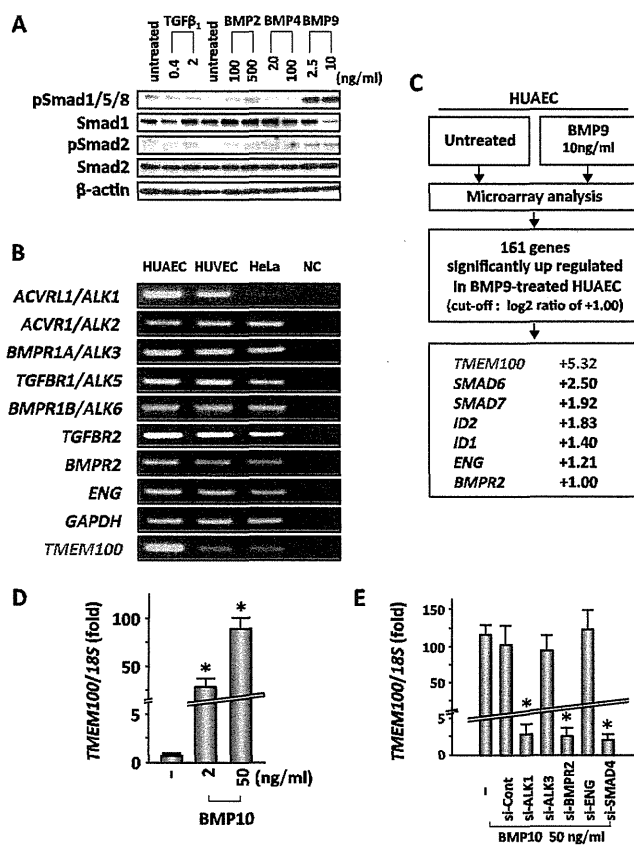 A
TGFβ1 BMP2 BMP4 BMP9
untreated 0.4 2 untreated 100 500 20 100 2.5 10 (ng/ml)
pSmad1/5/8
Smad1
pSmad2
Smad2
β-actin
B
HUAEC HUVEC HeLa NC
ACVRL1/ALK1
ACVR1/ALK2
BMPR1A/ALK3
TGFBR1/ALK5
BMPR1B/ALK6
TGFBR2
BMPR2
ENG
GAPDH
TMEM100
C
HUAEC
Untreated
BMP9
10ng/ml
Microarray analysis
161 genes
significantly up regulated
in BMP9-treated HUAEC
(cut-off : log2 ratio of +1.00)
TMEM100 +5.32
SMAD6 +2.50
SMAD7 +1.92
ID2 +1.83
ID1 +1.40
ENG +1.21
BMPR2 +1.00
D
TMEM100/18S (fold)
100
50
5
0
*
*
– 2 50 (ng/ml)
BMP10
E
TMEM100/18S (fold)
150
100
50
5
0
* * *
– si-Cont si-ALK1 si-ALK3 si-BMPR2 si-ENG si-SMAD4
BMP10 50 ng/ml